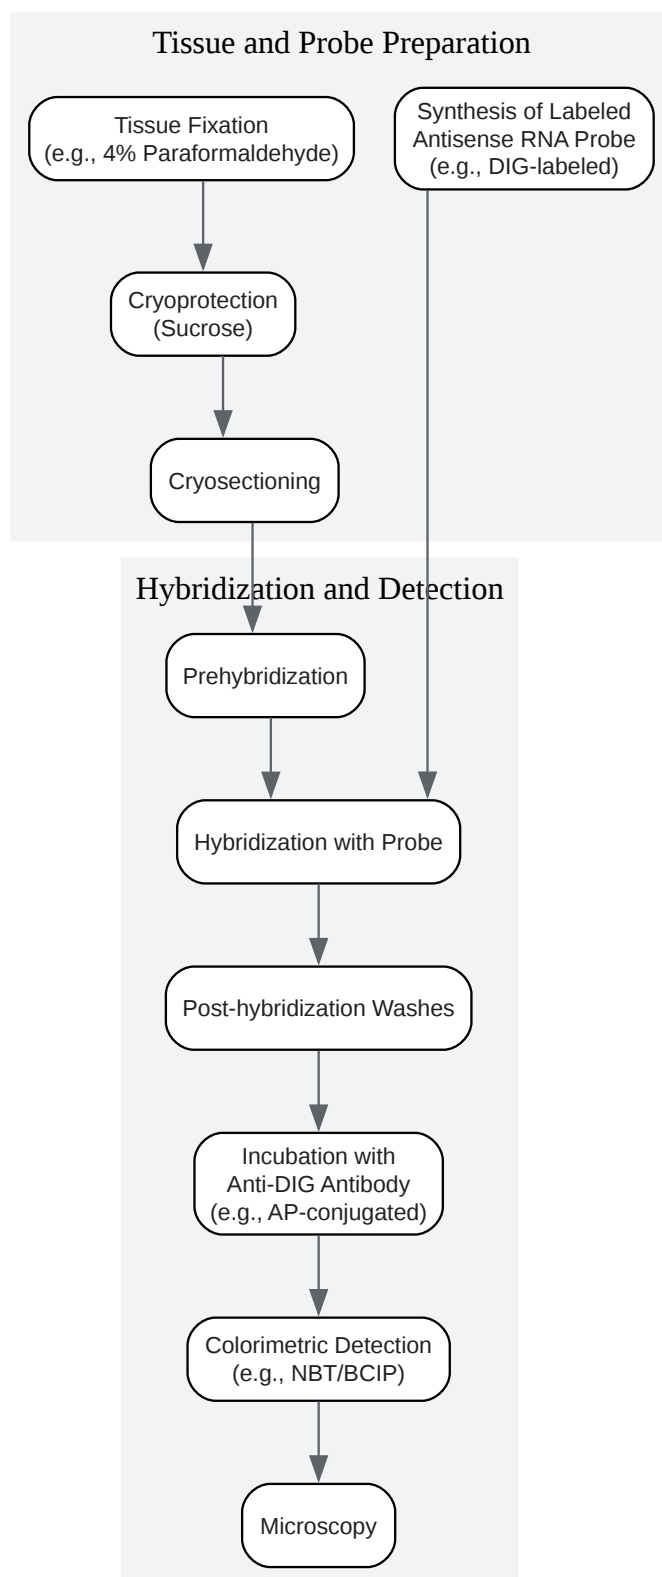 Tissue and Probe Preparation
Tissue Fixation
(e.g., 4% Paraformaldehyde)
Synthesis of Labeled
Antisense RNA Probe
(e.g., DIG-labeled)
Cryoprotection
(Sucrose)
Cryosectioning
Hybridization and Detection
Prehybridization
Hybridization with Probe
Post-hybridization Washes
Incubation with
Anti-DIG Antibody
(e.g., AP-conjugated)
Colorimetric Detection
(e.g., NBT/BCIP)
Microscopy